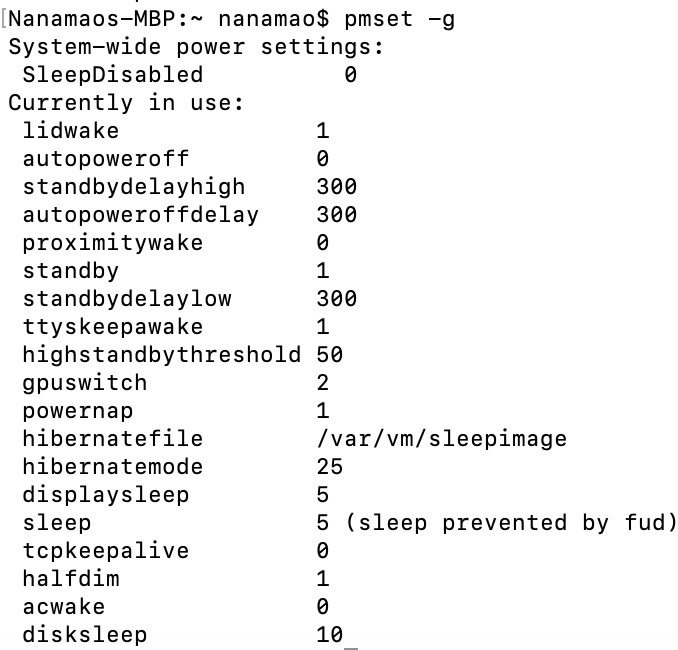 [Nanamaos-MBP:~ nanamao$ pmset -g
System-wide power settings:
SleepDisabled 0
Currently in use:
lidwake 1
autopoweroff 0
standbydelayhigh 300
autopoweroffdelay 300
proximitywake 0
standby 1
standbydelaylow 300
ttyskeepawake 1
highstandbythreshold 50
gpuswitch 2
powernap 1
hibernatefile /var/vm/sleepimage
hibernatemode 25
displaysleep 5
sleep 5 (sleep prevented by fud)
tcpkeepalive 0
halfdim 1
acwake 0
disksleep 10